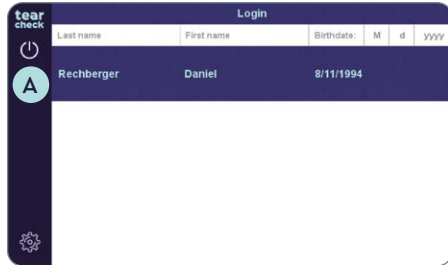 tear
check
Login
Last name First name Birthdate: M d yyyy
A
Rechberger Daniel 8/11/1994